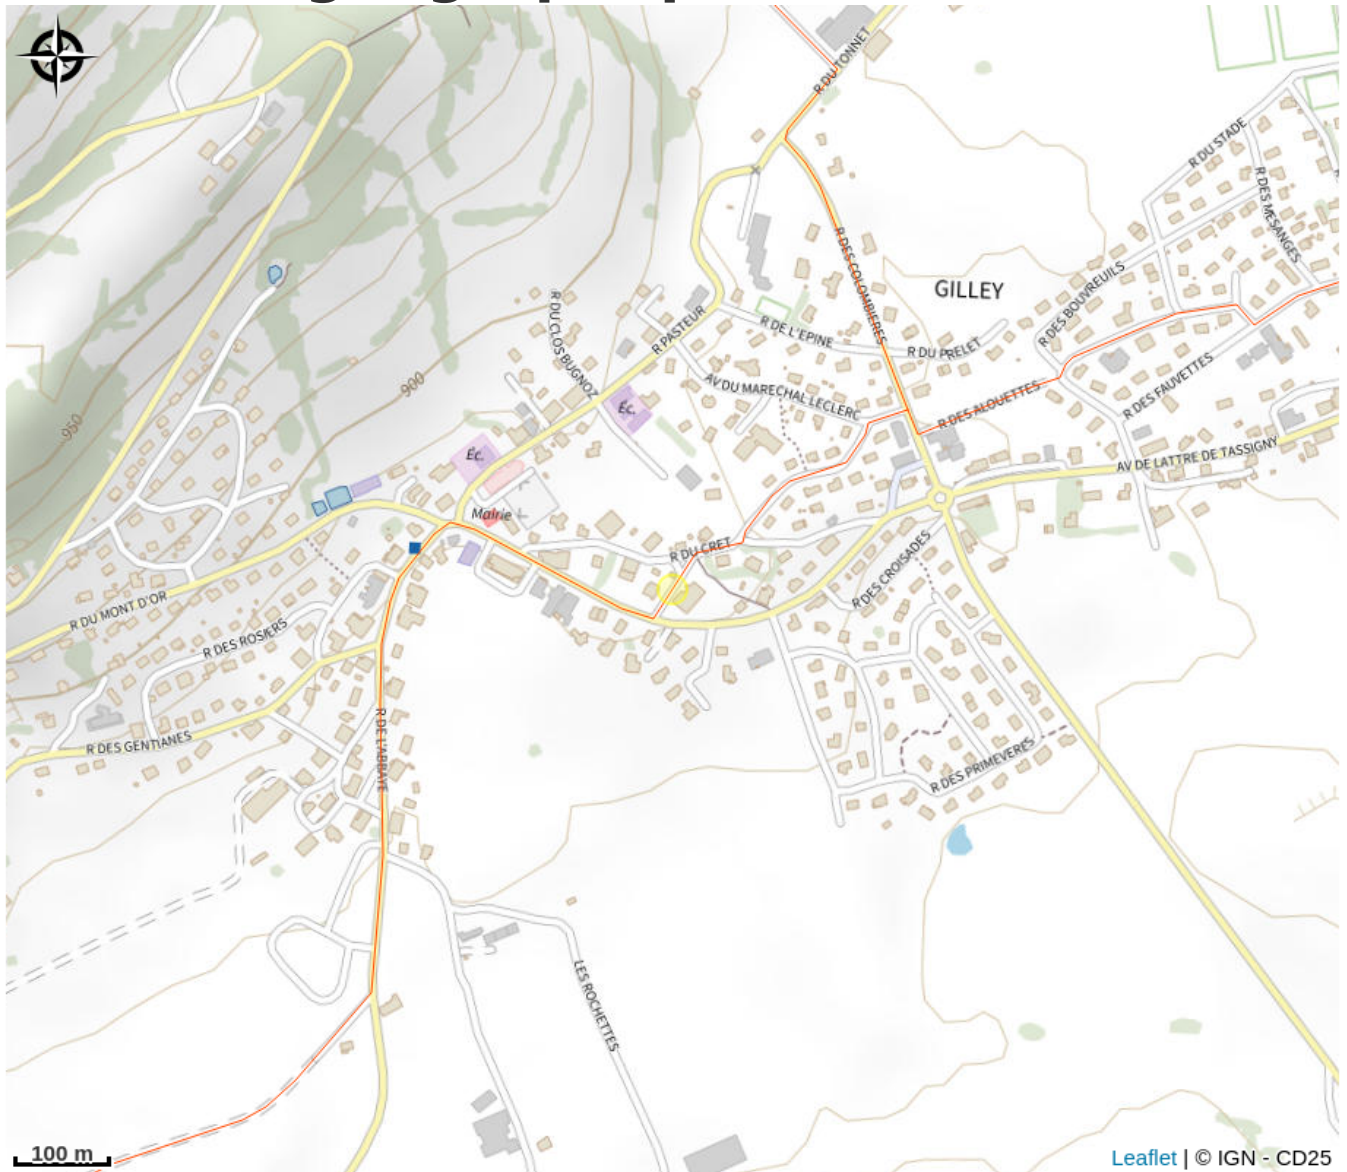 R DU TONNET
R DU STADE
R DES MESANGES
R DES COLOMBIERES
GILLEY
R DES BOUVREUILS
R DU CLOS BUGNOZ
R PASTEUR
R DE L'EPINE
R DU PRELET
900
AV DU MARECHAL LECLERC
R DES ALOUETTES
R DES FAUVETTES
950
Éc.
Éc.
AV DE LATTRE DE TASSIGNY
Mairie
R DU CRET
R DES CROISADES
R DU MONT D'OR
R DES ROSIERS
R DE L'ABBAYE
R DES GENTIANES
R DES PRIMEVERES
LES ROCHETTES
100 m
Leaflet | © IGN - CD25